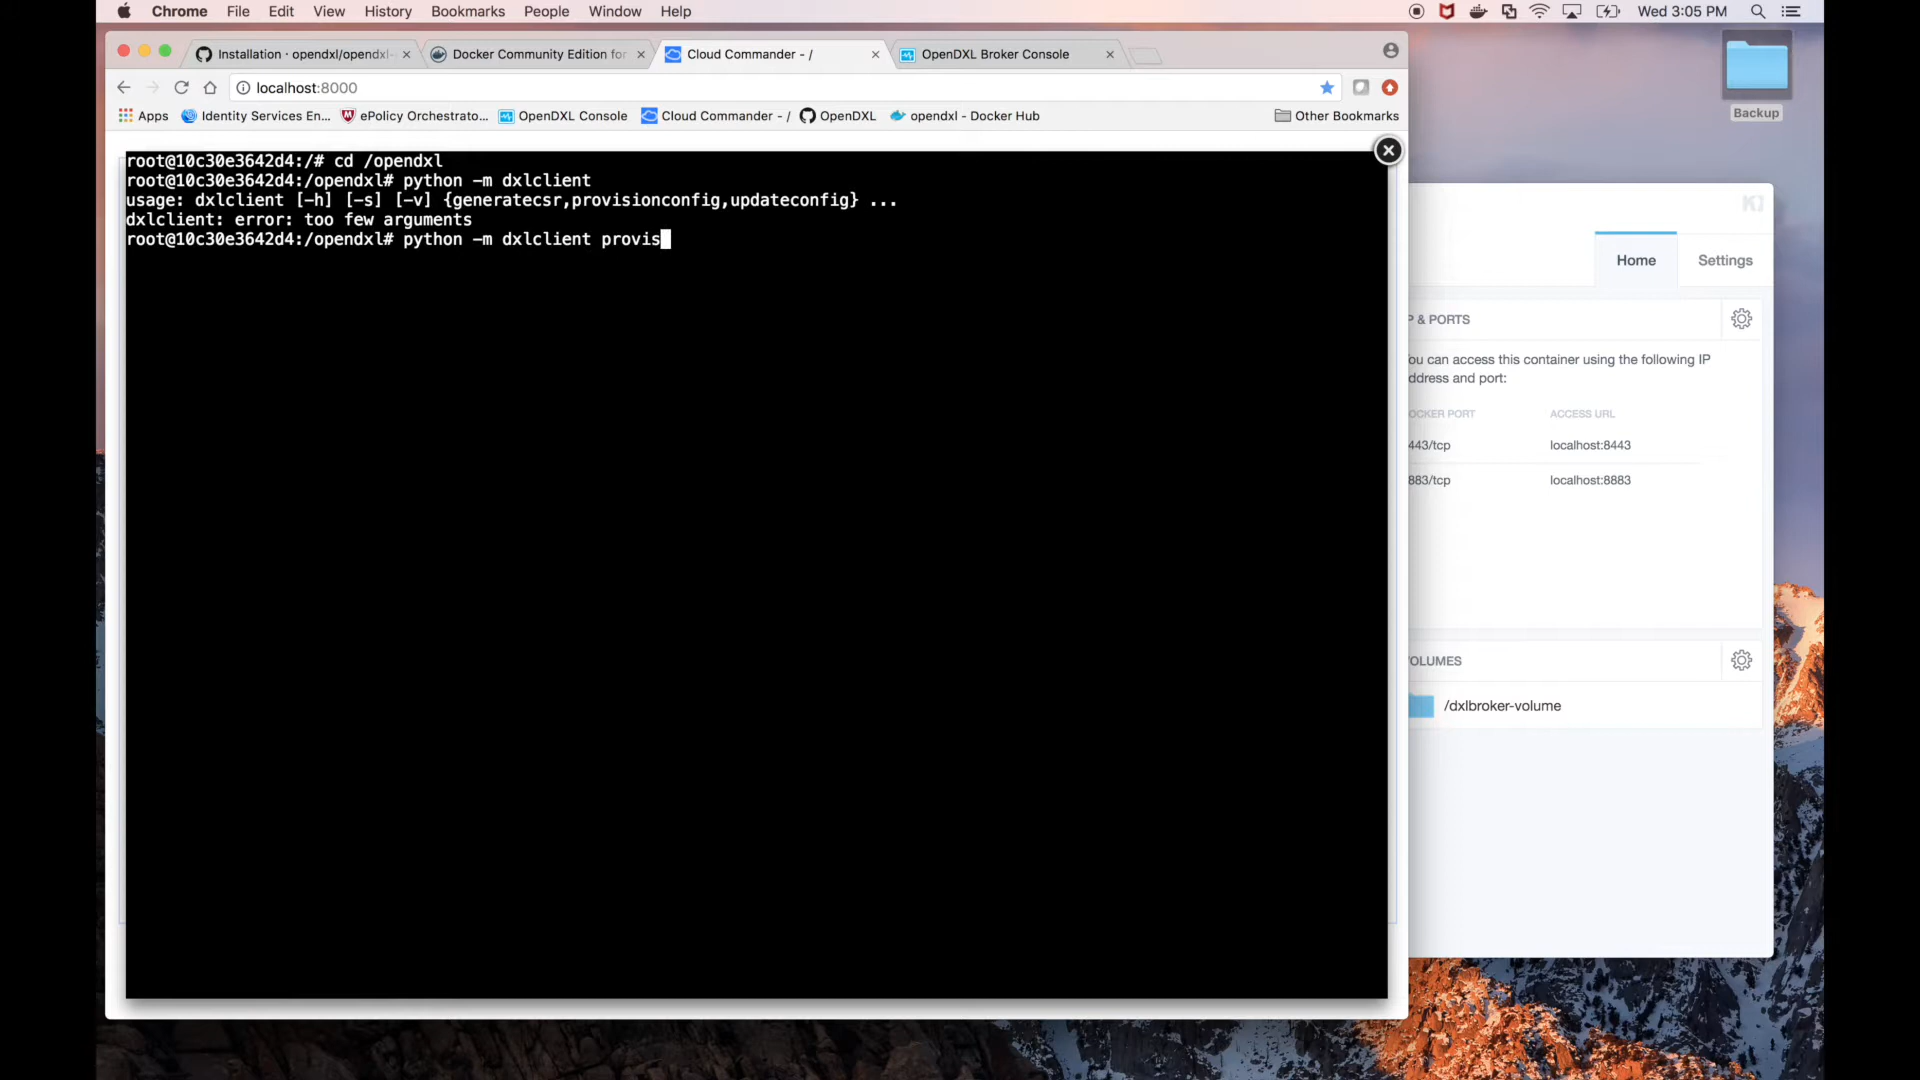 Chrome File Edit View History Bookmarks People Window Help
Wed 3:05 PM
Installation · opendxl/opendxl-
Docker Community Edition for
Cloud Commander - /
OpenDXL Broker Console
localhost:8000
Apps
Identity Services En...
ePolicy Orchestrato...
OpenDXL Console
Cloud Commander - /
OpenDXL
opendxl - Docker Hub
Other Bookmarks
root@10c30e3642d4:/# cd /opendxl
root@10c30e3642d4:/opendxl# python -m dxlclient
usage: dxlclient [-h] [-s] [-v] {generatecsr,provisionconfig,updateconfig} ...
dxlclient: error: too few arguments
root@10c30e3642d4:/opendxl# python -m dxlclient provis
Backup
Home
Settings
P & PORTS
ou can access this container using the following IP
ddress and port:
OCKER PORT
ACCESS URL
443/tcp
localhost:8443
883/tcp
localhost:8883
OLUMES
/dxlbroker-volume